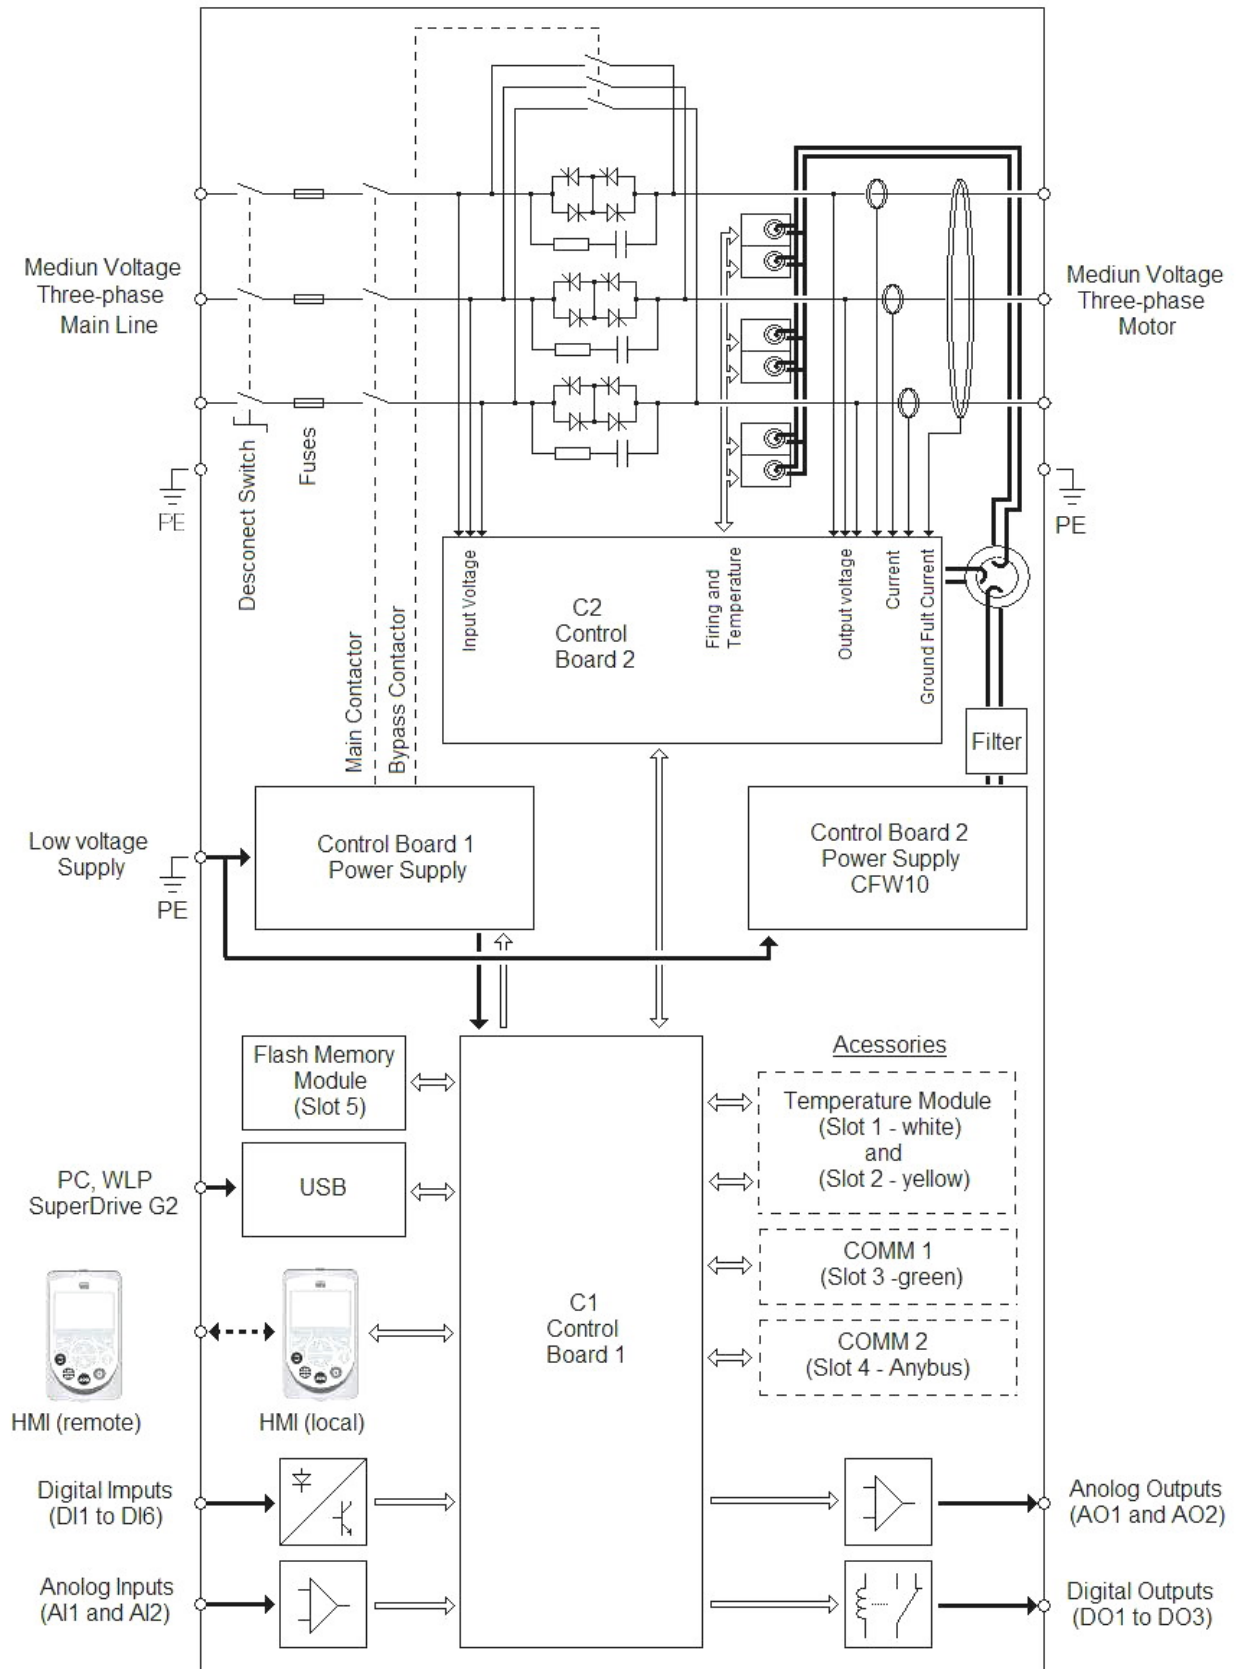 Mediun Voltage
Three-phase
Main Line
Mediun Voltage
Three-phase
Motor
PE
Desconect Switch
Fuses
Main Contactor
Bypass Contactor
PE
Input Voltage
C2
Control
Board 2
Firing and
Temperature
Output voltage
Current
Ground Fult Current
Filter
Low voltage
Supply
PE
Control Board 1
Power Supply
Control Board 2
Power Supply
CFW10
Flash Memory
Module
(Slot 5)
Acessories
Temperature Module
(Slot 1 - white)
and
(Slot 2 - yellow)
PC, WLP
SuperDrive G2
USB
COMM 1
(Slot 3 -green)
C1
Control
Board 1
COMM 2
(Slot 4 - Anybus)
HMI (remote)
HMI (local)
Digital Imputs
(DI1 to DI6)
Anolog Outputs
(AO1 and AO2)
Anolog Inputs
(AI1 and AI2)
Digital Outputs
(DO1 to DO3)